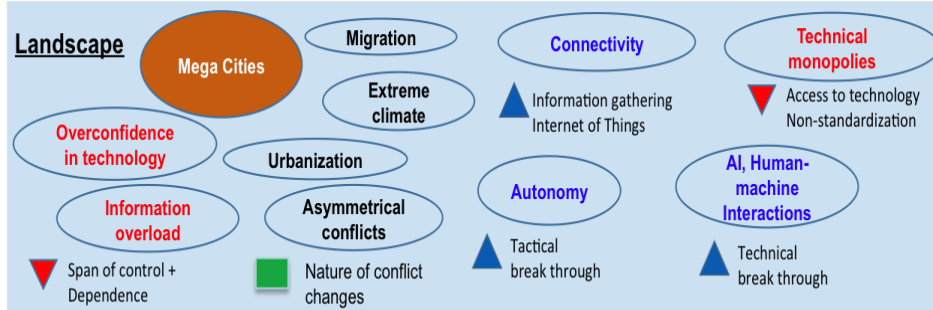 Landscape
Mega Cities
Migration
Connectivity
Technical
monopolies
Extreme
climate
Information gathering
Internet of Things
Access to technology
Non-standardization
Overconfidence
in technology
Urbanization
Autonomy
AI, Human-
machine
Interactions
Information
overload
Asymmetrical
conflicts
Span of control +
Dependence
Nature of conflict
changes
Tactical
break through
Technical
break through